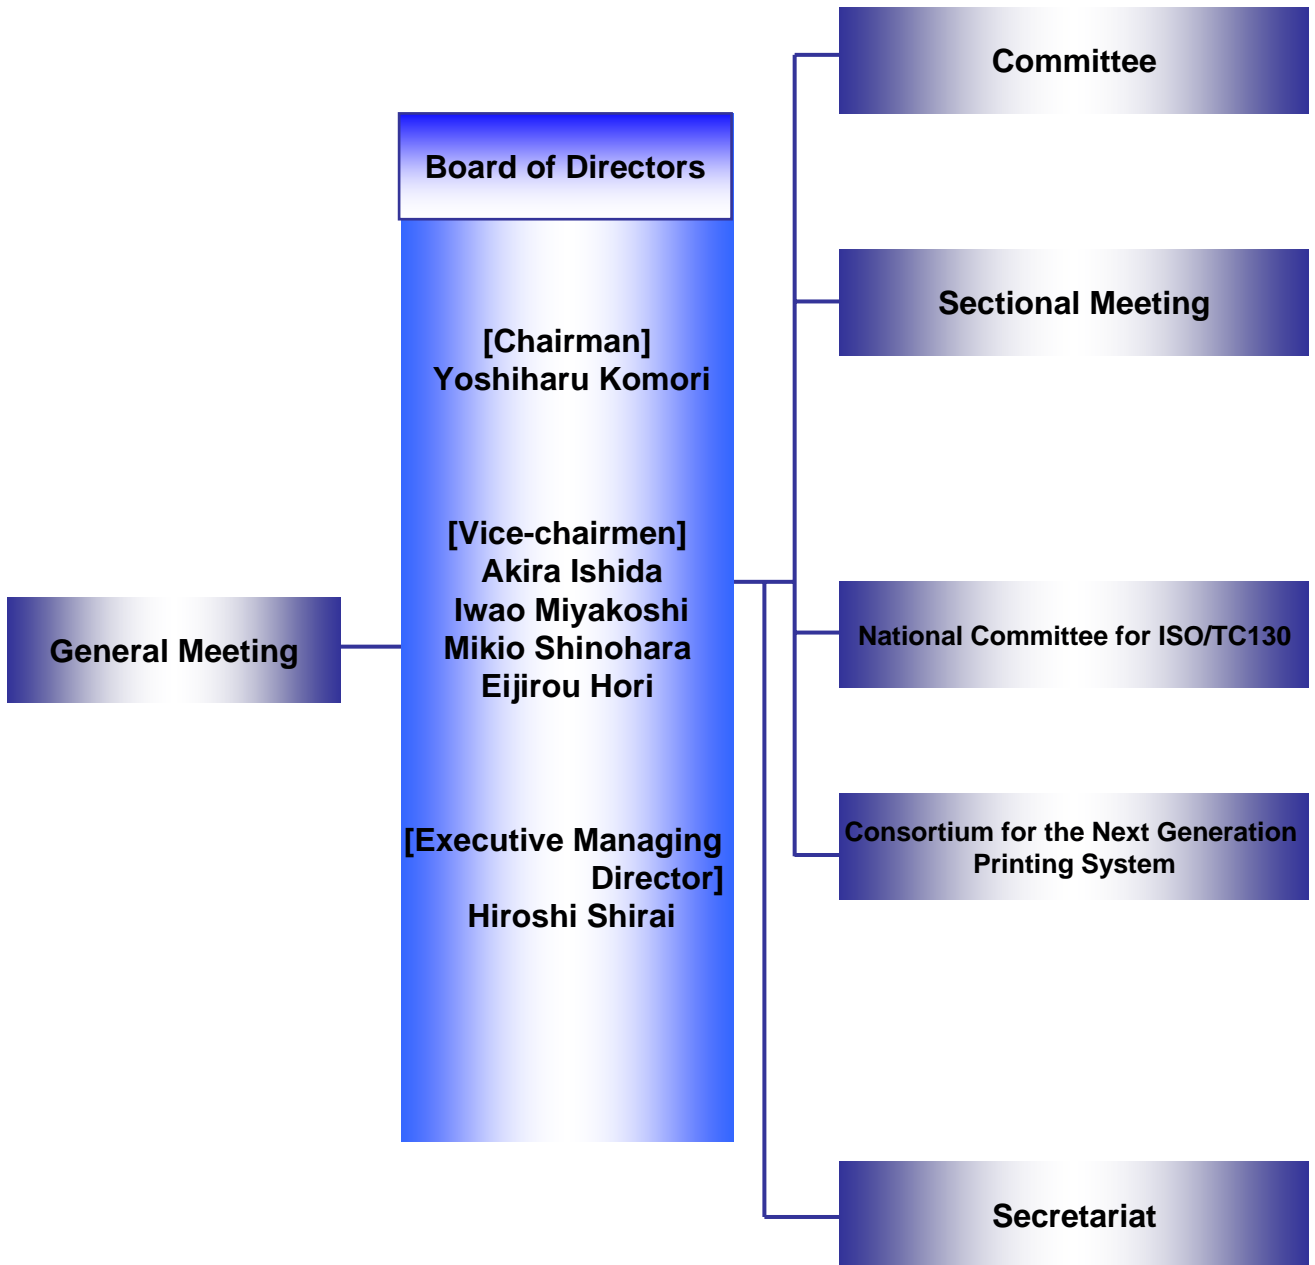 General Meeting
Board of Directors
[Chairman]
Yoshiharu Komori
[Vice-chairmen]
Akira Ishida
Iwao Miyakoshi
Mikio Shinohara
Eijirou Hori
[Executive Managing
Director]
Hiroshi Shirai
Committee
Sectional Meeting
National Committee for ISO/TC130
Consortium for the Next Generation
Printing System
Secretariat